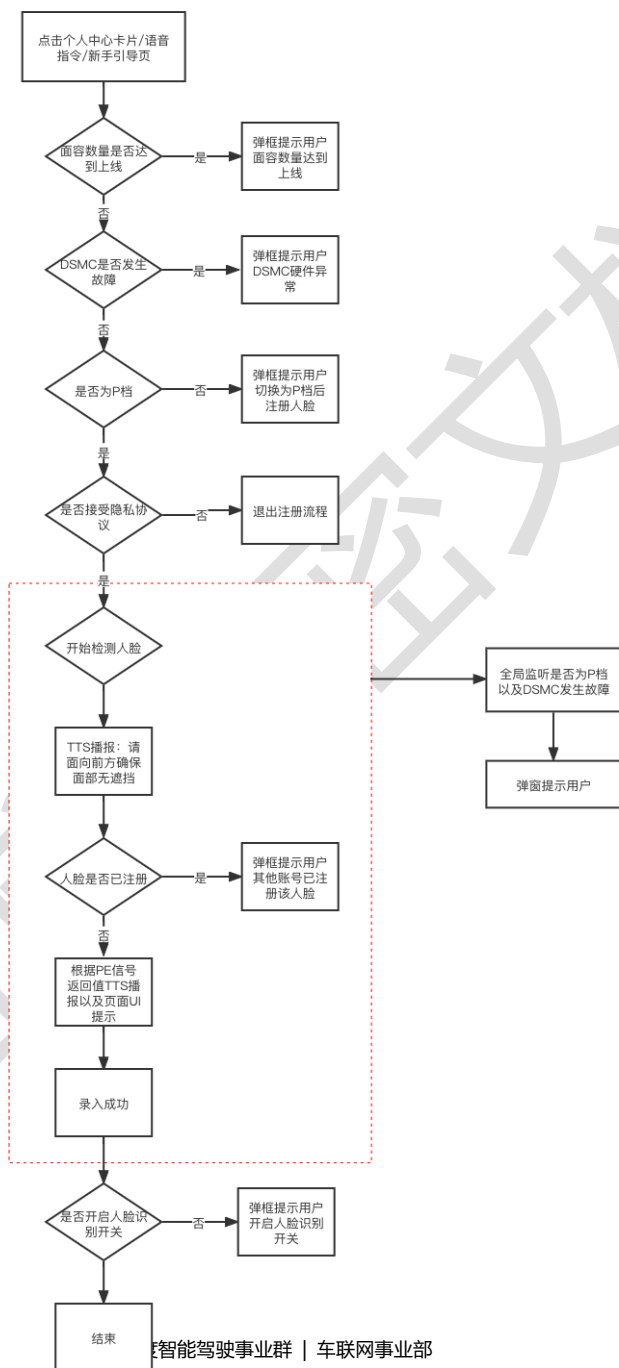 点击个人中心卡片/语音
指令/新手引导页
面容数量是否达
到上线
是
弹框提示用户
面容数量达到
上线
否
DSMC是否发生
故障
是
弹框提示用户
DSMC硬件异
常
否
是否为P档
否
弹框提示用户
切换为P档后
注册人脸
是
是否接受隐私协
议
否
退出注册流程
是
开始检测人脸
全局监听是否为P档
以及DSMC发生故障
TTS播报：请
面向前方确保
面部无遮挡
弹窗提示用户
人脸是否已注册
是
弹框提示用户
其他账号已注
册该人脸
否
根据PE信号
返回值TTS播
报以及页面UI
提示
录入成功
是否开启人脸识
别开关
否
弹框提示用户
开启人脸识别
开关
结束
度智能驾驶事业群 | 车联网事业部
密文档